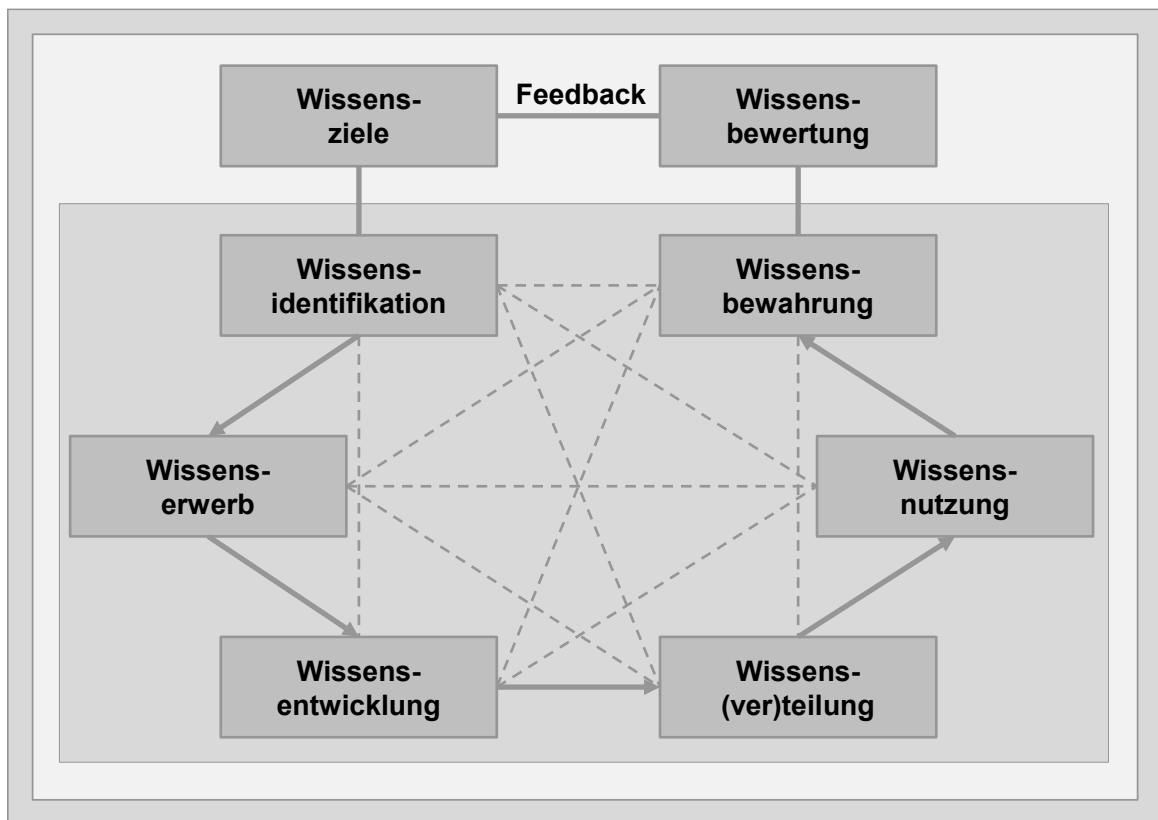 Wissens-
ziele
Feedback
Wissens-
bewertung
Wissens-
identifikation
Wissens-
bewahrung
Wissens-
erwerb
Wissens-
nutzung
Wissens-
entwicklung
Wissens-
(ver)teilung